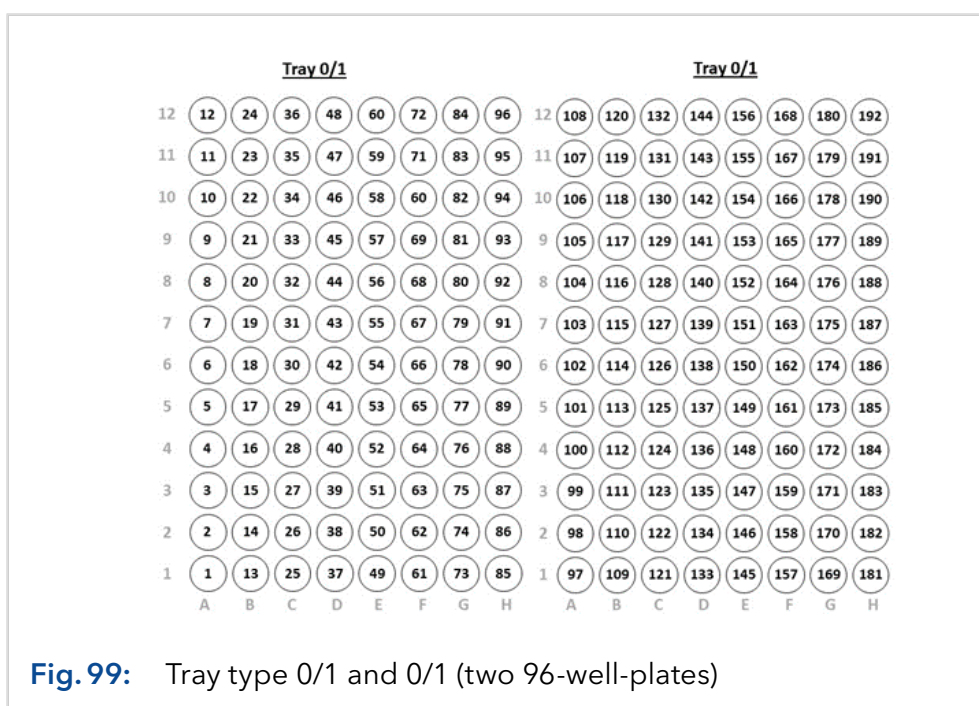 Tray 0/1 Tray 0/1
12 12 24 36 48 60 72 84 96 12 108 120 132 144 156 168 180 192
11 11 23 35 47 59 71 83 95 11 107 119 131 143 155 167 179 191
10 10 22 34 46 58 60 82 94 10 106 118 130 142 154 166 178 190
9 9 21 33 45 57 69 81 93 9 105 117 129 141 153 165 177 189
8 8 20 32 44 56 68 80 92 8 104 116 128 140 152 164 176 188
7 7 19 31 43 55 67 79 91 7 103 115 127 139 151 163 175 187
6 6 18 30 42 54 66 78 90 6 102 114 126 138 150 162 174 186
5 5 17 29 41 53 65 77 89 5 101 113 125 137 149 161 173 185
4 4 16 28 40 52 64 76 88 4 100 112 124 136 148 160 172 184
3 3 15 27 39 51 63 75 87 3 99 111 123 135 147 159 171 183
2 2 14 26 38 50 62 74 86 2 98 110 122 134 146 158 170 182
1 1 13 25 37 49 61 73 85 1 97 109 121 133 145 157 169 181
A B C D E F G H A B C D E F G H
Fig. 99: Tray type 0/1 and 0/1 (two 96-well-plates)